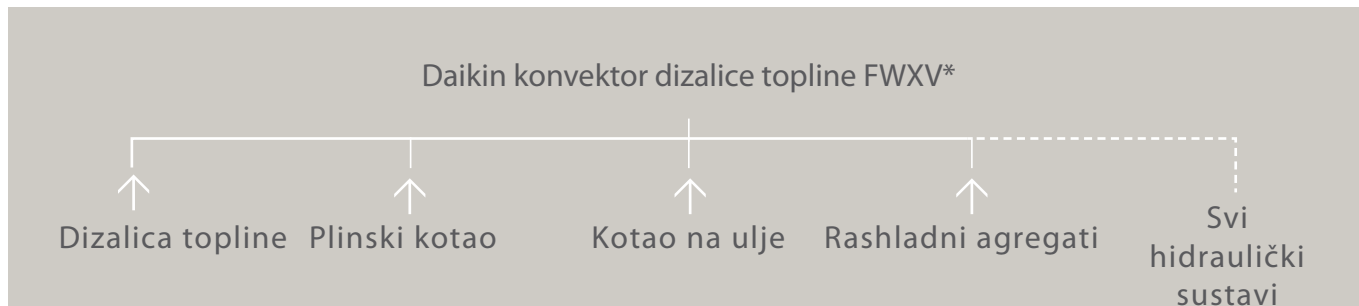 Daikin konvektor dizalice topline FWXV*
Dizalica topline
Plinski kotao
Kotao na ulje
Rashladni agregati
Svi
hidraulički
sustavi